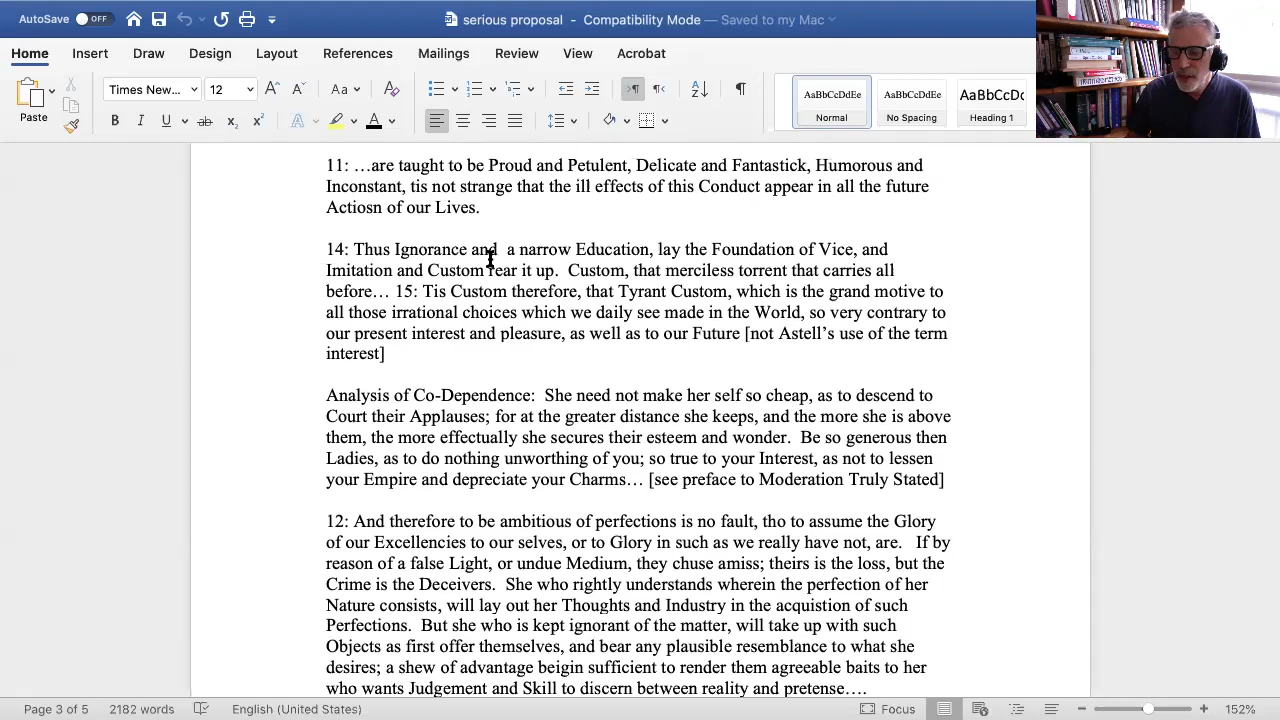 AutoSave OFF
serious proposal - Compatibility Mode — Saved to my Mac
Home Insert Draw Design Layout References Mailings Review View Acrobat
Paste
Times New... 12
Aa
AaBbCcDdEe
Normal
AaBbCcDdEe
No Spacing
AaBbCcDc
Heading 1
11: …are taught to be Proud and Petulent, Delicate and Fantastick, Humorous and
Inconstant, tis not strange that the ill effects of this Conduct appear in all the future
Actiosn of our Lives.
14: Thus Ignorance and a narrow Education, lay the Foundation of Vice, and
Imitation and Custom rear it up. Custom, that merciless torrent that carries all
before… 15: Tis Custom therefore, that Tyrant Custom, which is the grand motive to
all those irrational choices which we daily see made in the World, so very contrary to
our present interest and pleasure, as well as to our Future [not Astell’s use of the term
interest]
Analysis of Co-Dependence: She need not make her self so cheap, as to descend to
Court their Applauses; for at the greater distance she keeps, and the more she is above
them, the more effectually she secures their esteem and wonder. Be so generous then
Ladies, as to do nothing unworthing of you; so true to your Interest, as not to lessen
your Empire and depreciate your Charms… [see preface to Moderation Truly Stated]
12: And therefore to be ambitious of perfections is no fault, tho to assume the Glory
of our Excellencies to our selves, or to Glory in such as we really have not, are. If by
reason of a false Light, or undue Medium, they chuse amiss; theirs is the loss, but the
Crime is the Deceivers. She who rightly understands wherein the perfection of her
Nature consists, will lay out her Thoughts and Industry in the acquistion of such
Perfections. But she who is kept ignorant of the matter, will take up with such
Objects as first offer themselves, and bear any plausible resemblance to what she
desires; a shew of advantage beigin sufficient to render them agreeable baits to her
who wants Judgement and Skill to discern between reality and pretense….
Page 3 of 5 2182 words English (United States) Focus 152%